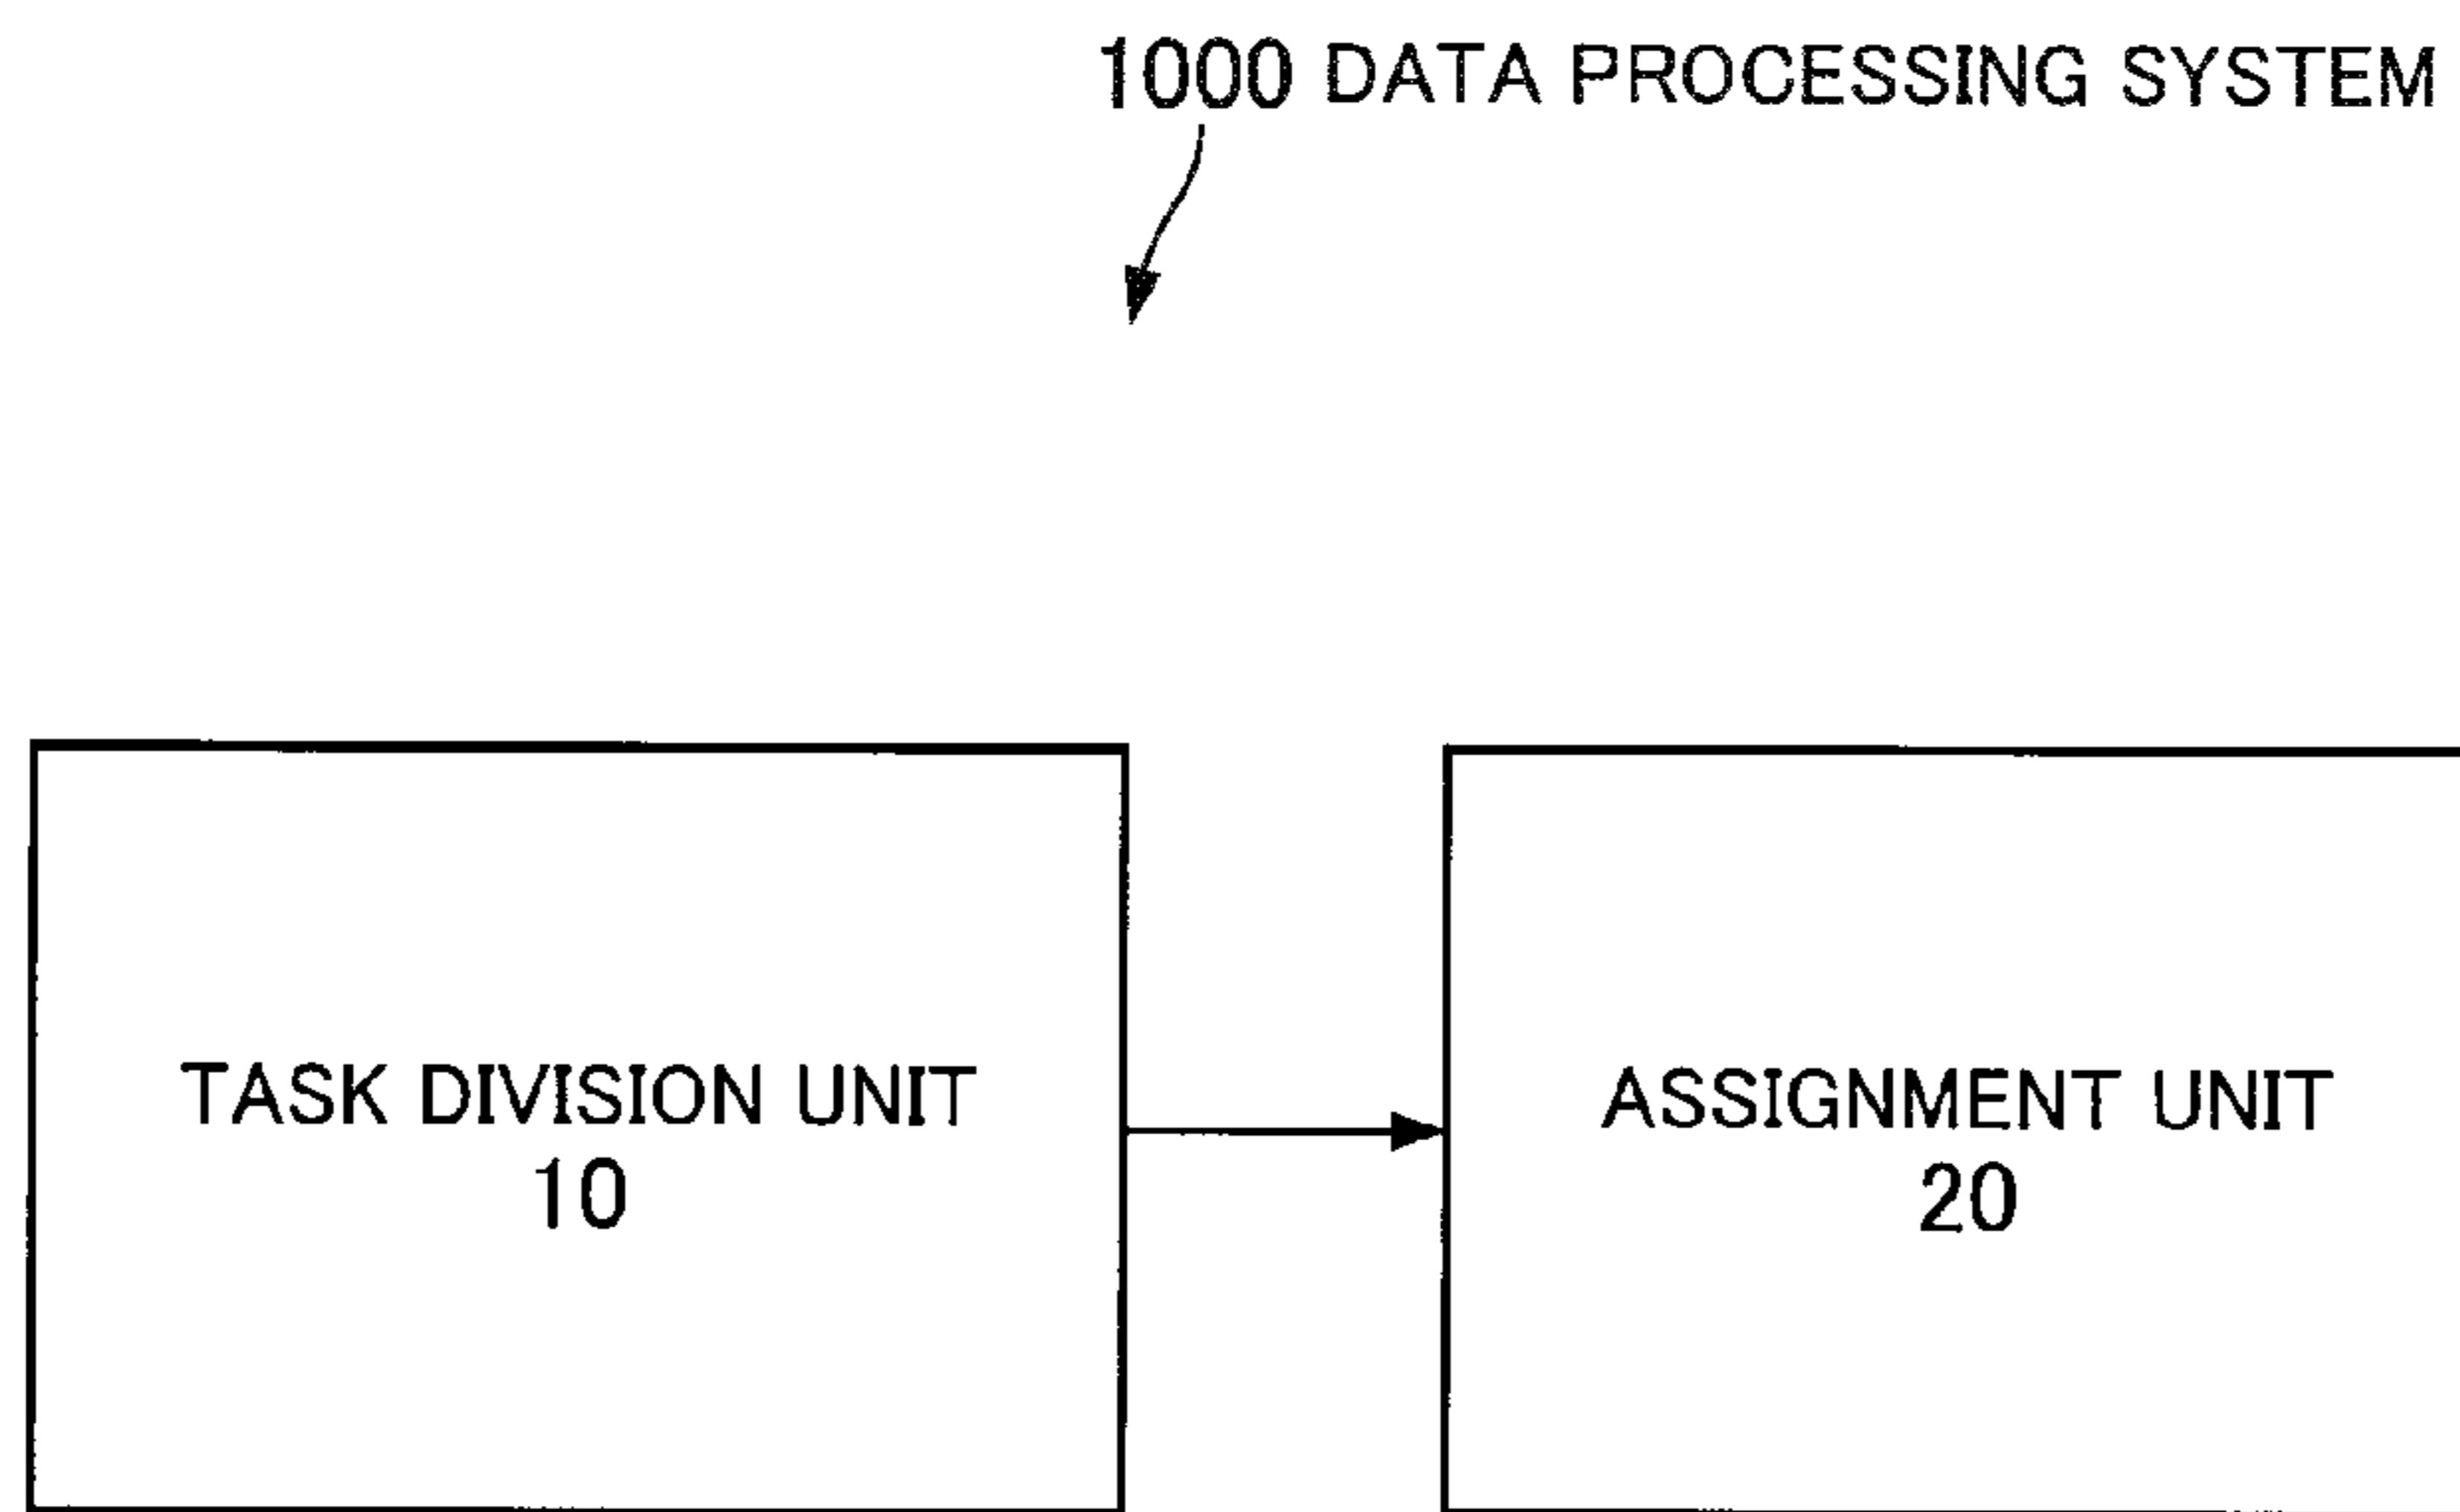 1000 DATA PROCESSING SYSTEM
TASK DIVISION UNIT
10
ASSIGNMENT UNIT
20